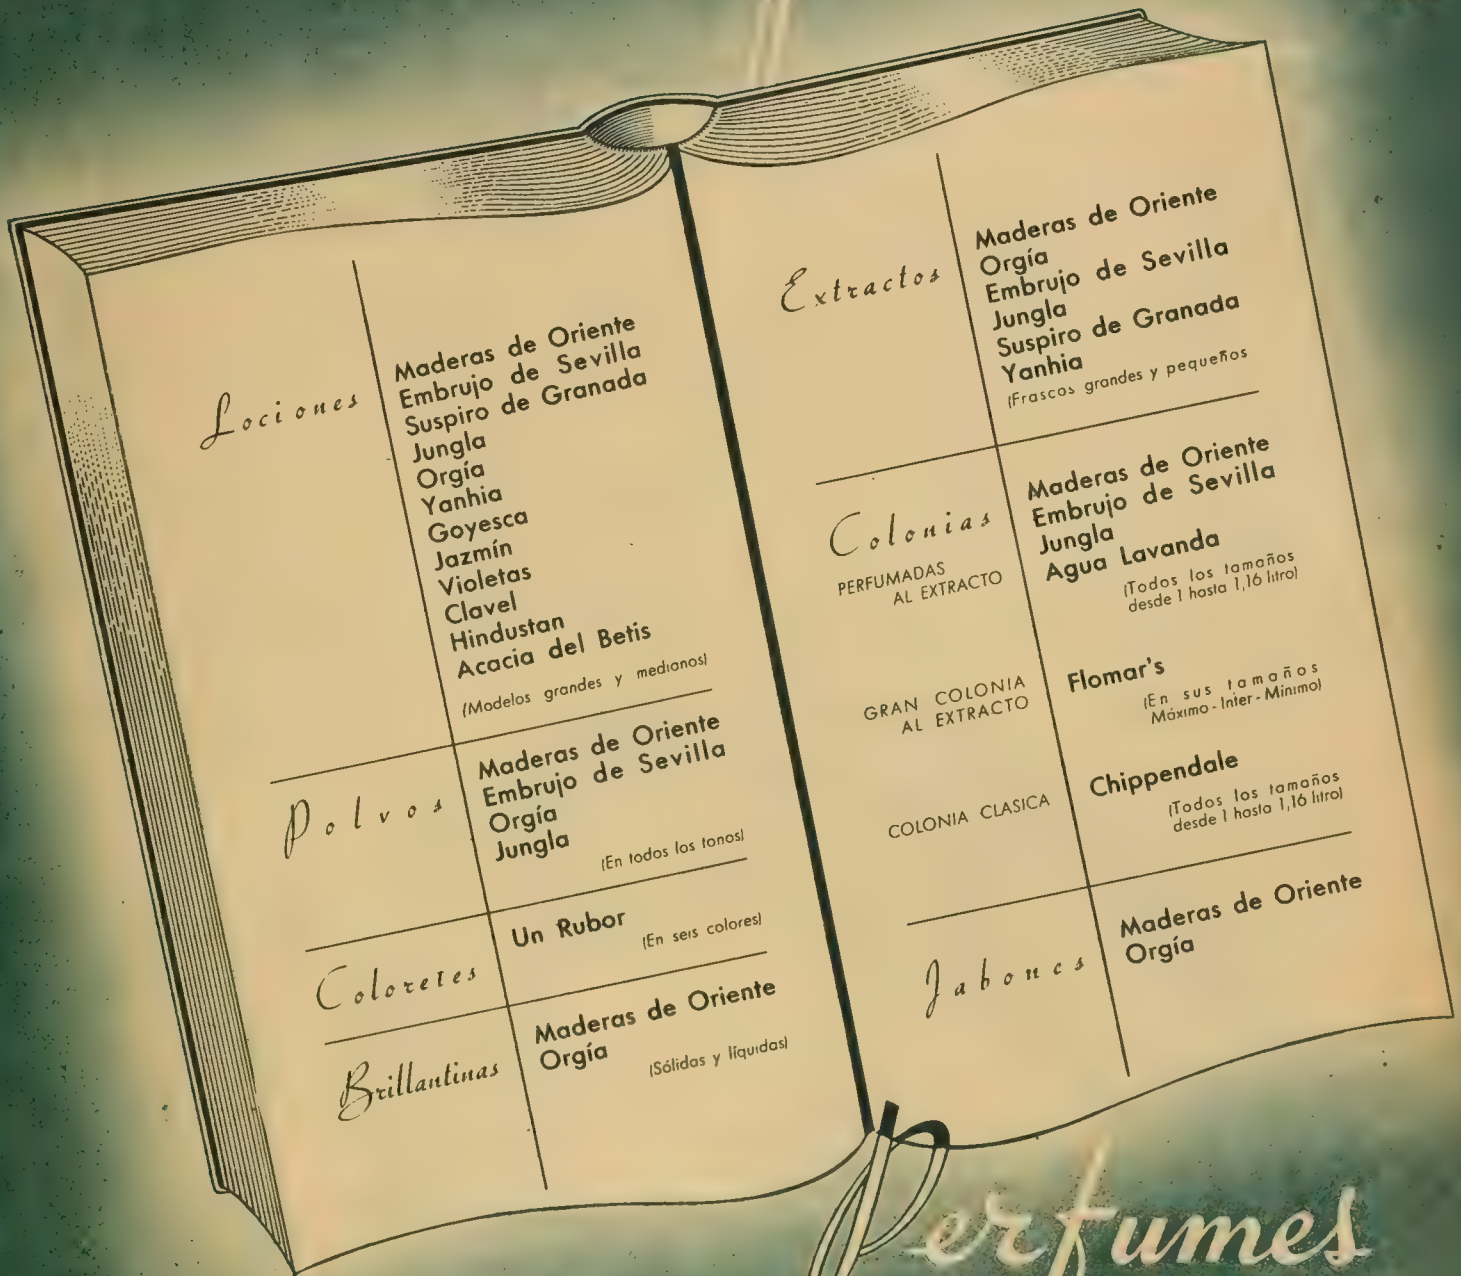 Lociones
Maderas de Oriente
Embrujo de Sevilla
Suspiro de Granada
Jungla
Orgía
Yanhia
Goyesca
Jazmín
Violetas
Clavel
Hindustan
Acacia del Betis
(Modelos grandes y medianos)
Polvos
Maderas de Oriente
Embrujo de Sevilla
Orgía
Jungla
(En todos los tonos)
Coloretes
Un Rubor
(En seis colores)
Brillantinas
Maderas de Oriente
Orgía
(Sólidas y líquidas)
Extractos
Maderas de Oriente
Orgía
Embrujo de Sevilla
Jungla
Suspiro de Granada
Yanhia
(Frascos grandes y pequeños
Colonias
PERFUMADAS
AL EXTRACTO
Maderas de Oriente
Embrujo de Sevilla
Jungla
Agua Lavanda
(Todos los tamaños
desde 1 hasta 1,16 litro)
GRAN COLONIA
AL EXTRACTO
Flomar's
(En sus tamaños
Máximo - Inter - Mínimo)
COLONIA CLASICA
Chippendale
(Todos los tamaños
desde 1 hasta 1,16 litro)
Jabones
Maderas de Oriente
Orgía
Perfumes